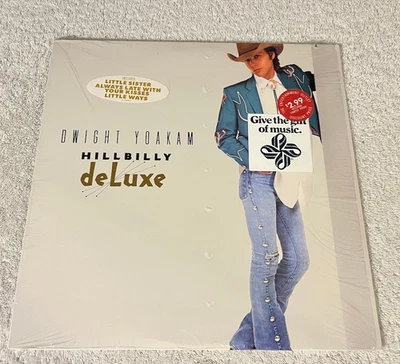 LITTLE SISTER
ALWAYS LATE WITH
YOUR KISSES
LITTLE WAYS
$2.99
Give the gift
of music.
DWIGHT YOAKAM
HILLBILLY
deLuxe